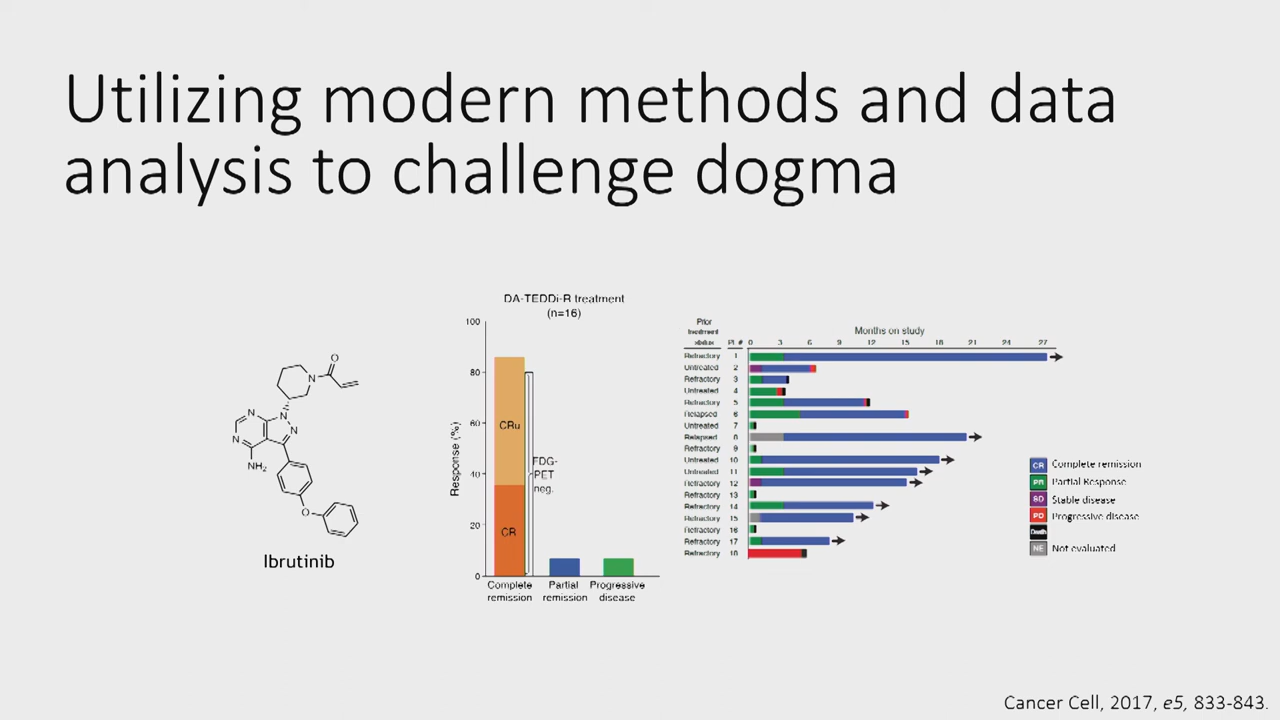 Utilizing modern methods and data
analysis to challenge dogma
O
N
N
N
N
N
NH₂
O
Ibrutinib
DA-TEDDi-R treatment
(n=16)
Response (%)
100
80
60
40
20
0
CRu
CR
FDG-
PET
neg.
Complete
remission
Partial
remission
Progressive
disease
Prior
treatment
status
Pt #
Months on study
0 3 6 9 12 15 18 21 24 27
Refractory 1
Untreated 2
Refractory 3
Untreated 4
Refractory 5
Relapsed 6
Untreated 7
Relapsed 8
Refractory 9
Untreated 10
Untreated 11
Refractory 12
Refractory 13
Refractory 14
Refractory 15
Refractory 16
Refractory 17
Refractory 18
CR Complete remission
PR Partial Response
SD Stable disease
PD Progressive disease
Death
NE Not evaluated
Cancer Cell, 2017, e5, 833-843.